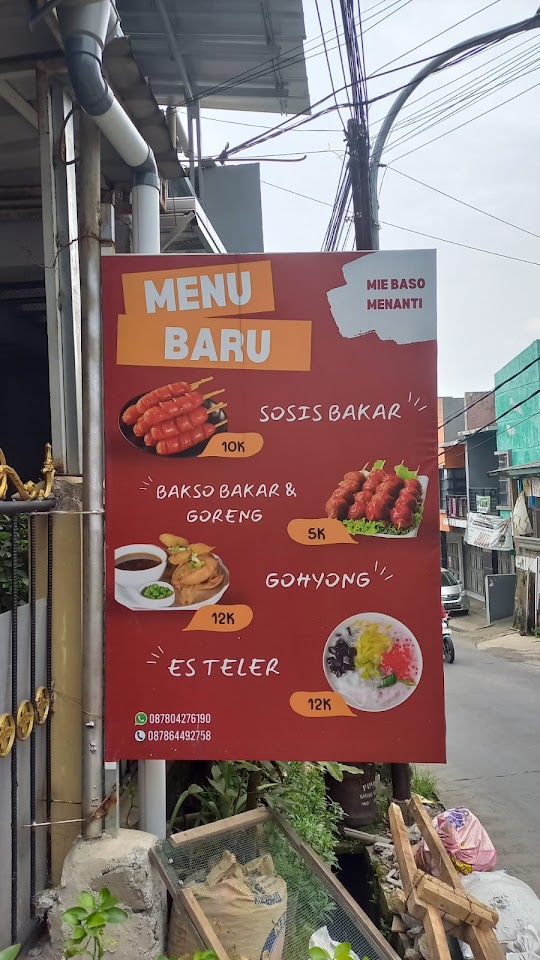 MENU
BARU
MIE BASO
MENANTI
SOSIS BAKAR
10K
BAKSO BAKAR &
GORENG
5K
GOHYONG
12K
ES TELER
12K
087804276190
087864492758